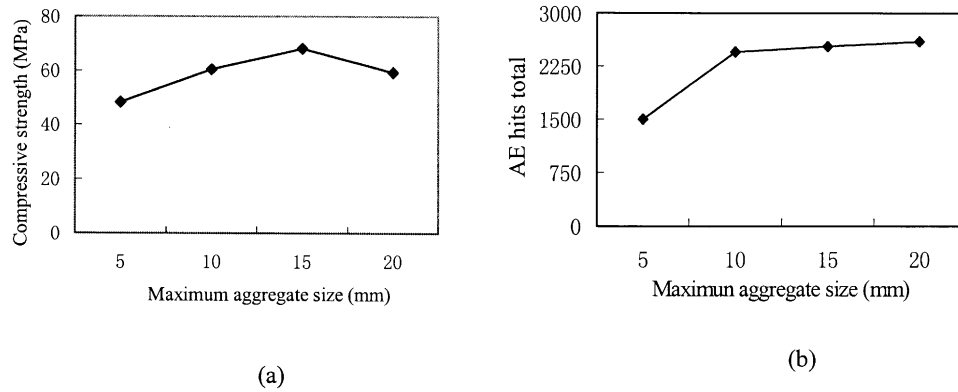 80
60
40
20
0
Compressive strength (MPa)
5 10 15 20
Maximum aggregate size (mm)
(a)
3000
2250
1500
750
0
AE hits total
5 10 15 20
Maximun aggregate size (mm)
(b)